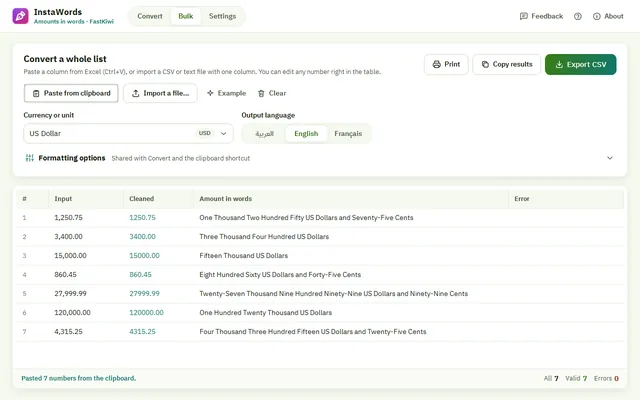 InstaWords
Amounts in words · FastKiwi
Convert Bulk Settings
Feedback About
Convert a whole list
Paste a column from Excel (Ctrl+V), or import a CSV or text file with one column. You can edit any number right in the table.
Print Copy results Export CSV
Paste from clipboard Import a file... Example Clear
Currency or unit Output language
US Dollar USD العربية English Français
Formatting options Shared with Convert and the clipboard shortcut
# Input Cleaned Amount in words Error
1 1,250.75 1250.75 One Thousand Two Hundred Fifty US Dollars and Seventy-Five Cents
2 3,400.00 3400.00 Three Thousand Four Hundred US Dollars
3 15,000.00 15000.00 Fifteen Thousand US Dollars
4 860.45 860.45 Eight Hundred Sixty US Dollars and Forty-Five Cents
5 27,999.99 27999.99 Twenty-Seven Thousand Nine Hundred Ninety-Nine US Dollars and Ninety-Nine Cents
6 120,000.00 120000.00 One Hundred Twenty Thousand US Dollars
7 4,315.25 4315.25 Four Thousand Three Hundred Fifteen US Dollars and Twenty-Five Cents
Pasted 7 numbers from the clipboard. All 7 Valid 7 Errors 0